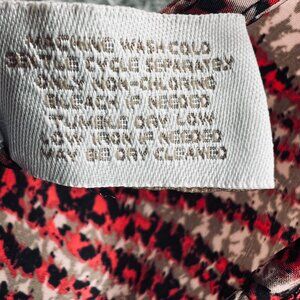 MACHINE WASH COLD
GENTLE CYCLE SEPARATELY
ONLY NON-CHLORINE
BLEACH IF NEEDED
TUMBLE DRY LOW
LOW IRON IF NEEDED
MAY BE DRY CLEANED